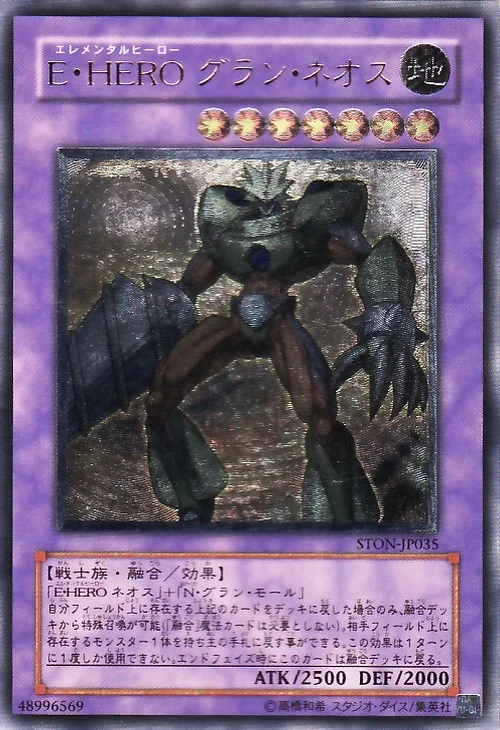 エレメンタルヒーロー
E・HERO グラン・ネオス
地
STON-JP035
【戦士族・融合／効果】
「E・HERO ネオス」+「N・グラン・モール」
自分フィールド上に存在する上記のカードをデッキに戻した場合のみ、融合デッ
キから特殊召喚が可能(「融合」魔法カードは必要としない)。相手フィールド上に
存在するモンスター1体を持ち主の手札に戻す事ができる。この効果は1ターン
に1度しか使用できない。エンドフェイズ時にこのカードは融合デッキに戻る。
ATK/2500 DEF/2000
48996569
©高橋和希 スタジオ・ダイス/集英社